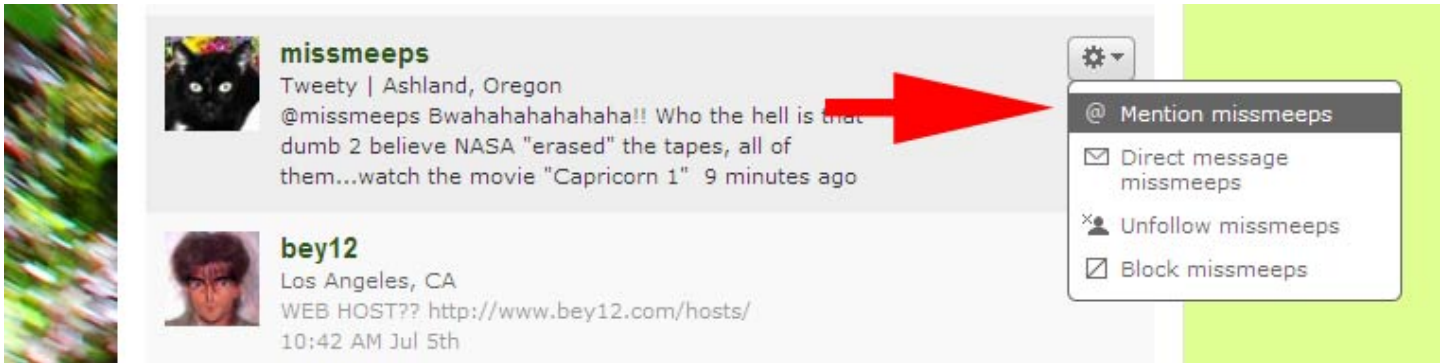 missmeeps
Tweety | Ashland, Oregon
@missmeeps Bwahahahahahaha!! Who the hell is that
dumb 2 believe NASA "erased" the tapes, all of
them...watch the movie "Capricorn 1" 9 minutes ago
@ Mention missmeeps
Direct message
missmeeps
Unfollow missmeeps
Block missmeeps
bey12
Los Angeles, CA
WEB HOST?? http://www.bey12.com/hosts/
10:42 AM Jul 5th